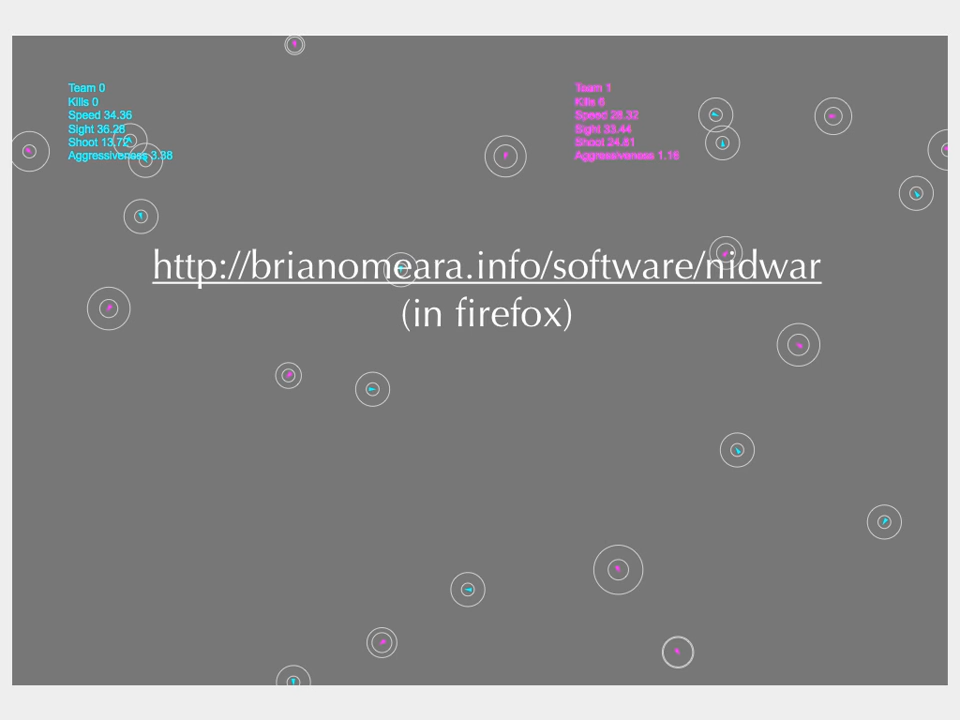 Team 0
Kills 0
Speed 34.36
Sight 36.28
Shoot 13.72
Aggressiveness 3.38
Team 1
Kills 6
Speed 28.32
Sight 33.44
Shoot 24.81
Aggressiveness 1.16
http://brianomeara.info/software/nidwar
(in firefox)